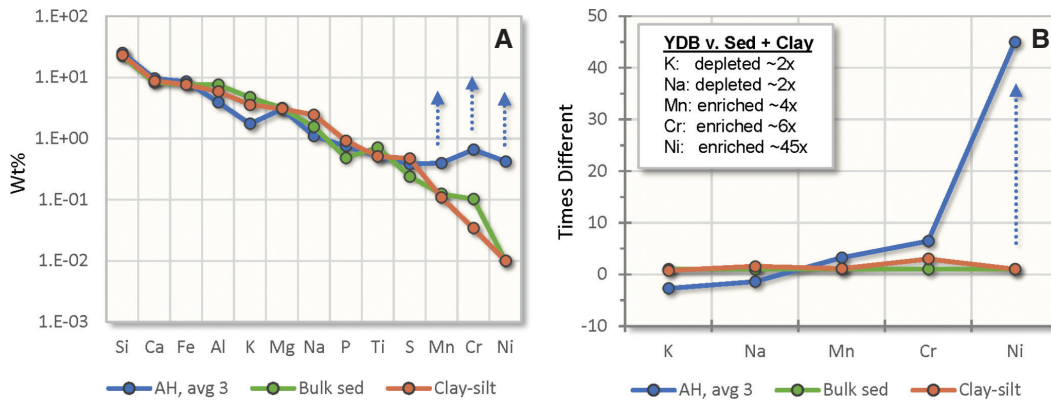 A
Wt%
1.E+02
1.E+01
1.E+00
1.E-01
1.E-02
1.E-03
Si Ca Fe Al K Mg Na P Ti S Mn Cr Ni
AH, avg 3 Bulk sed Clay-silt
B
Times Different
50
40
30
20
10
0
-10
YDB v. Sed + Clay
K: depleted ~2x
Na: depleted ~2x
Mn: enriched ~4x
Cr: enriched ~6x
Ni: enriched ~45x
K Na Mn Cr Ni
AH, avg 3 Bulk sed Clay-silt